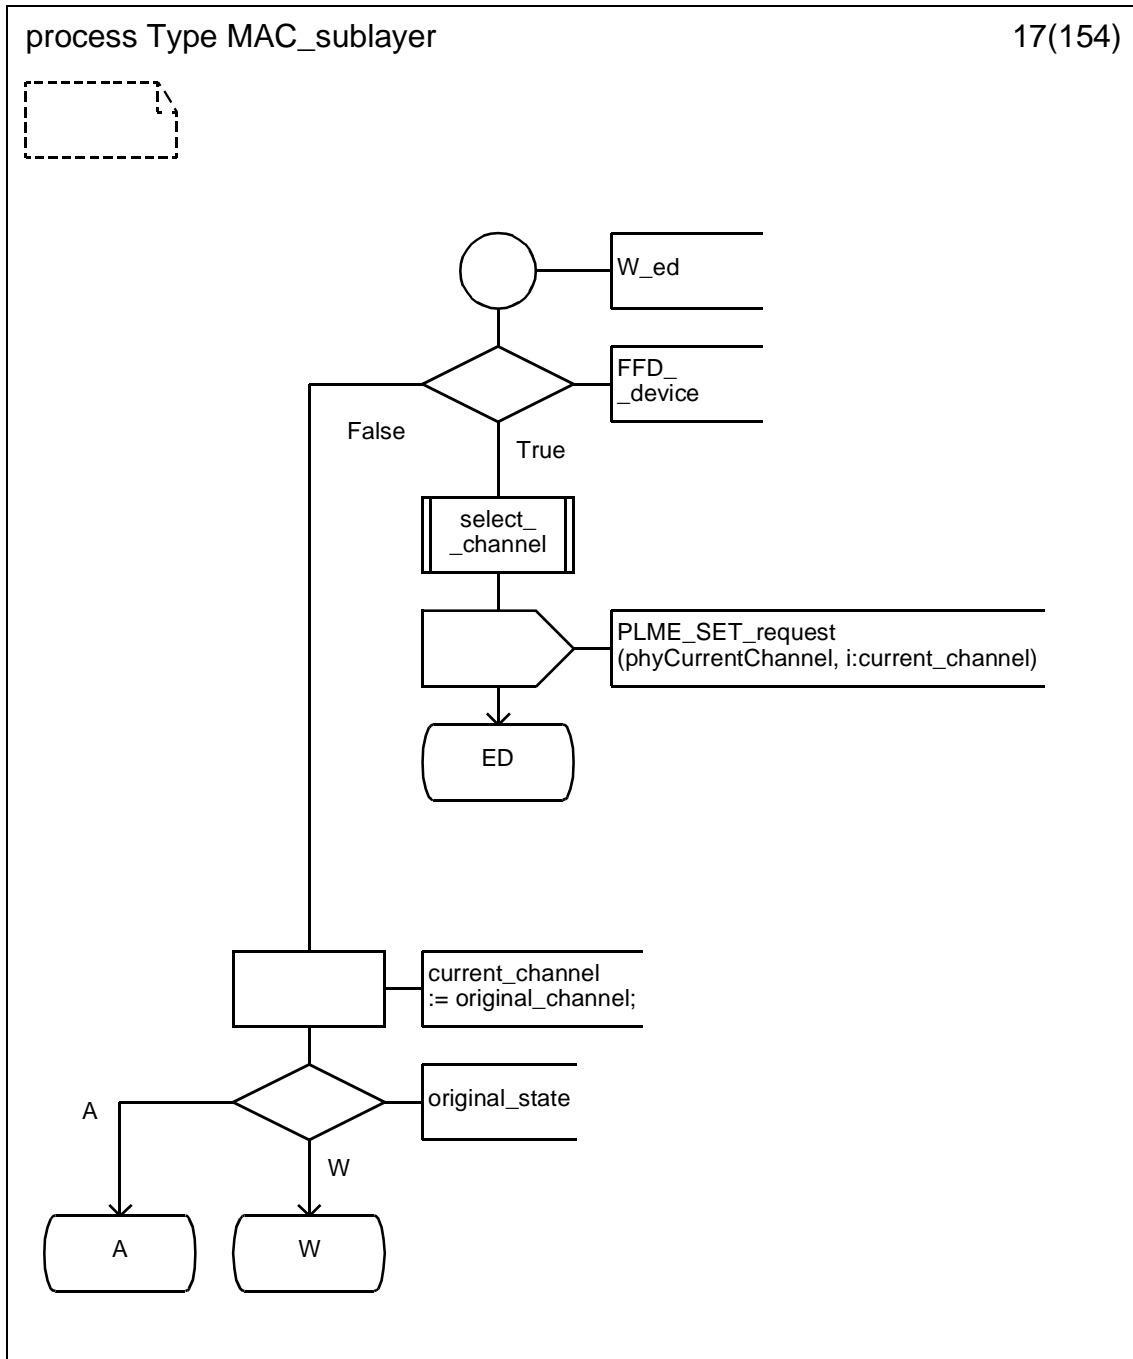 process Type MAC_sublayer
17(154)
W_ed
FFD_
_device
False
True
select_
_channel
PLME_SET_request
(phyCurrentChannel, i:current_channel)
ED
current_channel
:= original_channel;
original_state
A
W
A
W